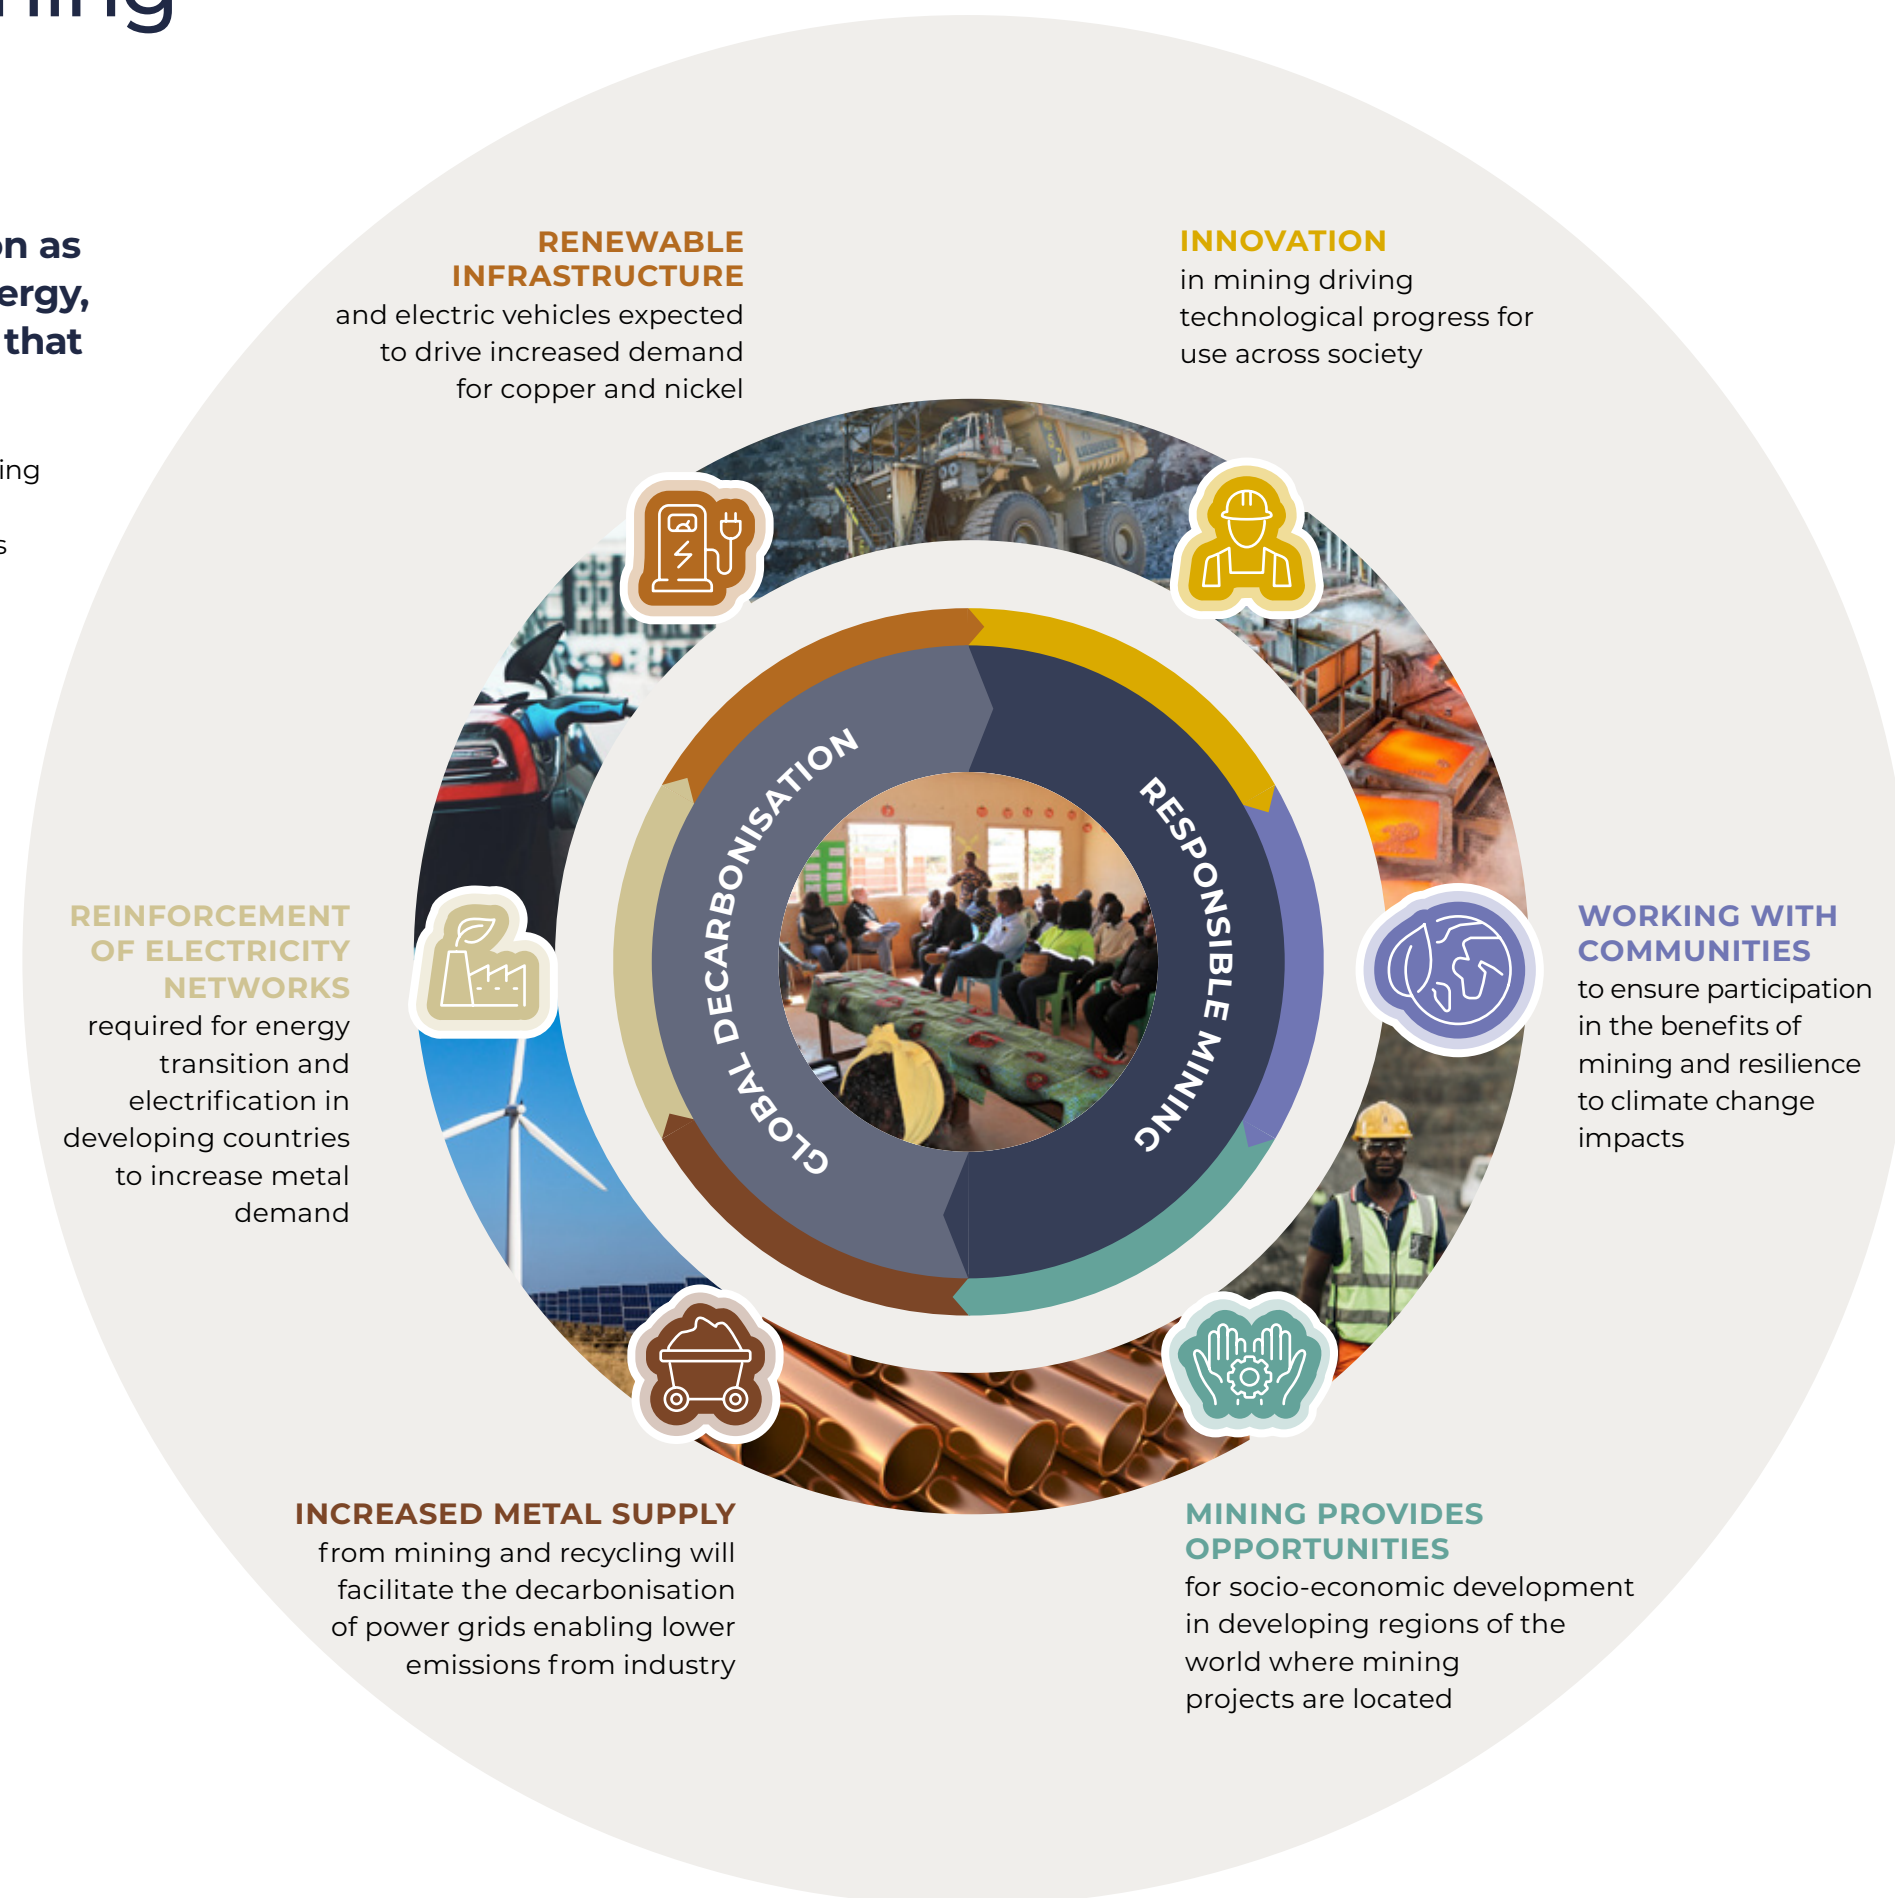 on as
that
RENEWABLE
INFRASTRUCTURE
and electric vehicles expected
to drive increased demand
for copper and nickel
INNOVATION
in mining driving
technological progress for
use across society
REINFORCEMENT
OF ELECTRICITY
NETWORKS
required for energy
transition and
electrification in
developing countries
to increase metal
demand
GLOBAL DECARBONISATION
RESPONSIBLE MINING
LIEBHERR
WORKING WITH
COMMUNITIES
to ensure participation
in the benefits of
mining and resilience
to climate change
impacts
INCREASED METAL SUPPLY
from mining and recycling will
facilitate the decarbonisation
of power grids enabling lower
emissions from industry
MINING PROVIDES
OPPORTUNITIES
for socio-economic development
in developing regions of the
world where mining
projects are located